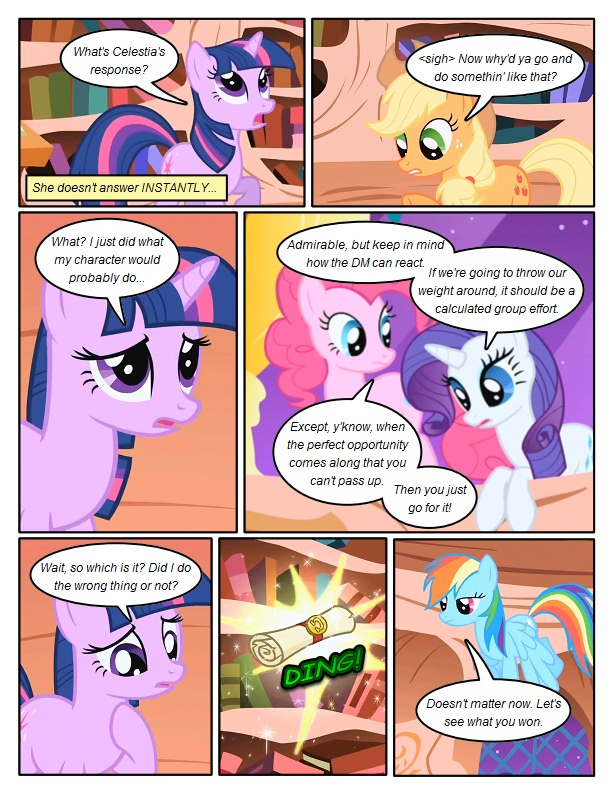 What's Celestia's
response?
She doesn't answer INSTANTLY...
<sigh> Now why'd ya go and
do somethin' like that?
What? I just did what
my character would
probably do...
Admirable, but keep in mind
how the DM can react.
If we're going to throw our
weight around, it should be a
calculated group effort.
Except, y'know, when
the perfect opportunity
comes along that you
can't pass up.
Then you just
go for it!
Wait, so which is it? Did I do
the wrong thing or not?
DING!
Doesn't matter now. Let's
see what you won.